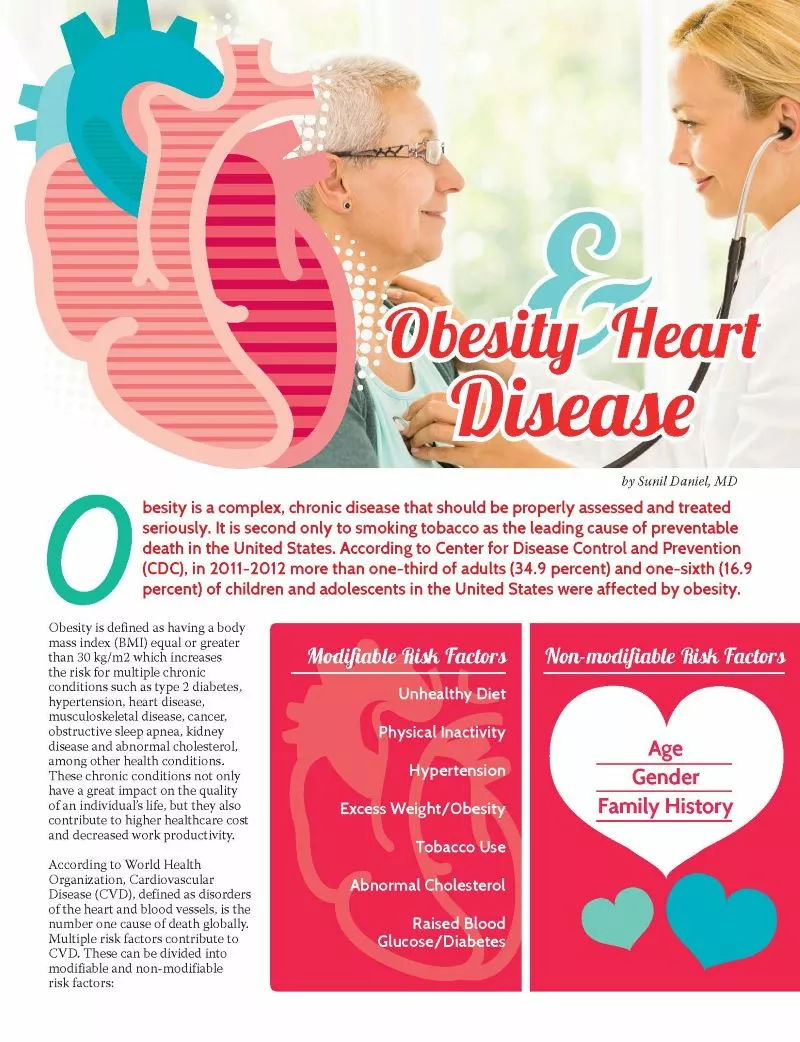 Obesity & Heart
Disease
by Sunil Daniel, MD
Obesity is a complex, chronic disease that should be properly assessed and treated
seriously. It is second only to smoking tobacco as the leading cause of preventable
death in the United States. According to Center for Disease Control and Prevention
(CDC), in 2011-2012 more than one-third of adults (34.9 percent) and one-sixth (16.9
percent) of children and adolescents in the United States were affected by obesity.
Obesity is defined as having a body
mass index (BMI) equal or greater
than 30 kg/m2 which increases
the risk for multiple chronic
conditions such as type 2 diabetes,
hypertension, heart disease,
musculoskeletal disease, cancer,
obstructive sleep apnea, kidney
disease and abnormal cholesterol,
among other health conditions.
These chronic conditions not only
have a great impact on the quality
of an individual's life, but they also
contribute to higher healthcare cost
and decreased work productivity.
According to World Health
Organization, Cardiovascular
Disease (CVD), defined as disorders
of the heart and blood vessels, is the
number one cause of death globally.
Multiple risk factors contribute to
CVD. These can be divided into
modifiable and non-modifiable
risk factors:
Modifiable Risk Factors
Unhealthy Diet
Physical Inactivity
Hypertension
Excess Weight/Obesity
Tobacco Use
Abnormal Cholesterol
Raised Blood
Glucose/Diabetes
Non-modifiable Risk Factors
Age
Gender
Family History